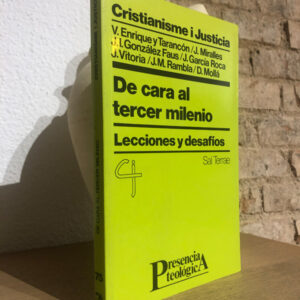 Cristianisme i Justícia
V. Enrique y Tarancón/J. Miralles
J.I. González Faus/J. García Roca
J. Vitoria/J.M. Rambla/D. Mollá
De cara al
tercer milenio
Lecciones y desafíos
Sal Terrae
Presencia
teológicA